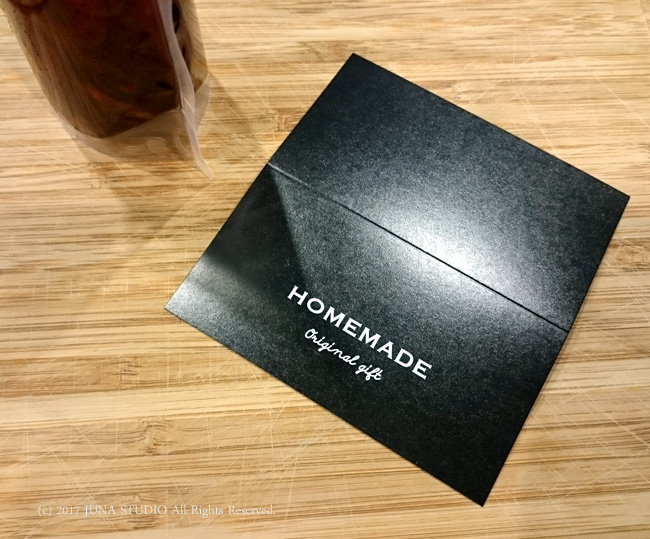 HOMEMADE
Original gift
(c) 2017 JUNA STUDIO All Rights Reserved